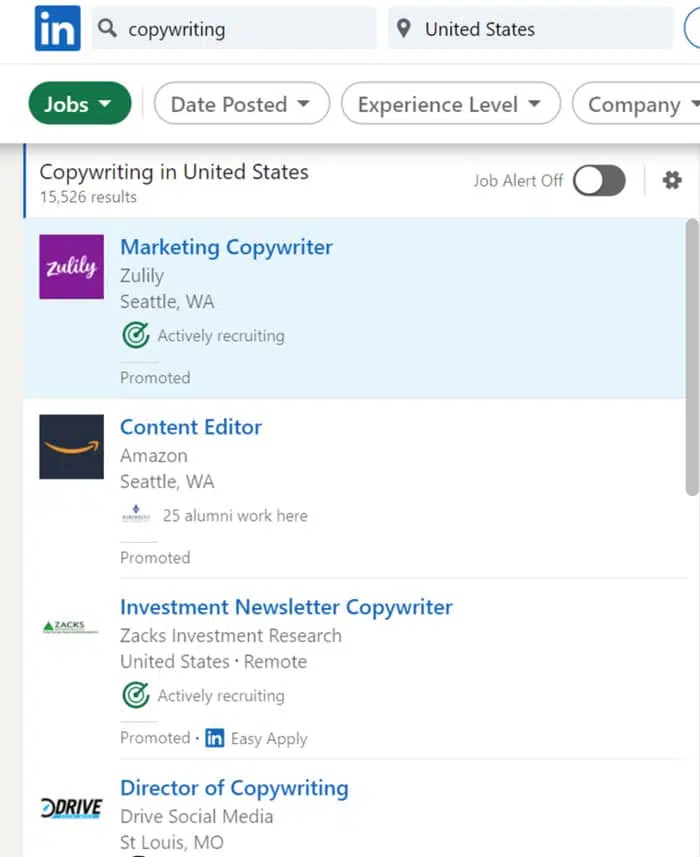 in
copywriting
United States
Jobs
Date Posted
Experience Level
Company
Copywriting in United States
15,526 results
Job Alert Off
zulily
Marketing Copywriter
Zulily
Seattle, WA
Actively recruiting
Promoted
Content Editor
Amazon
Seattle, WA
25 alumni work here
Promoted
ZACKS
Investment Newsletter Copywriter
Zacks Investment Research
United States · Remote
Actively recruiting
Promoted · in Easy Apply
DRIVE
Director of Copywriting
Drive Social Media
St Louis, MO